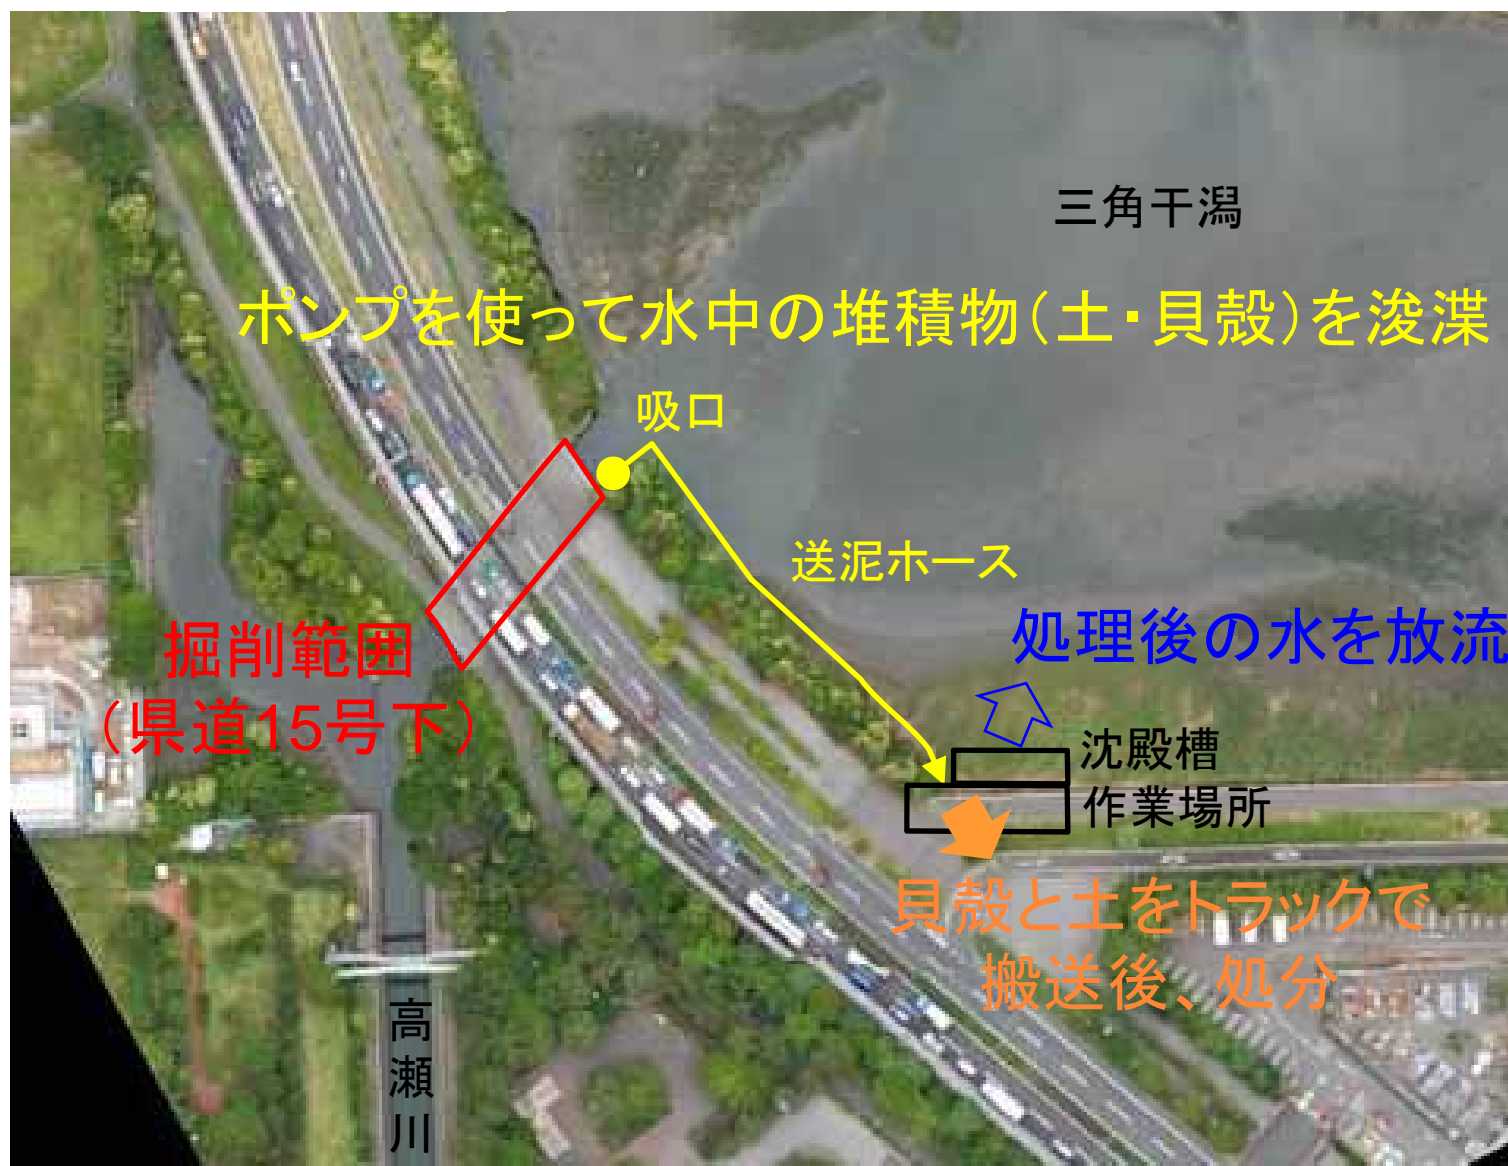 三角干潟
ポンプを使って水中の堆積物（土・貝殻）を浚渫
吸口
送泥ホース
処理後の水を放流
掘削範囲
（県道15号下）
沈殿槽
作業場所
貝殻と土をトラックで
搬送後、処分
高瀬川